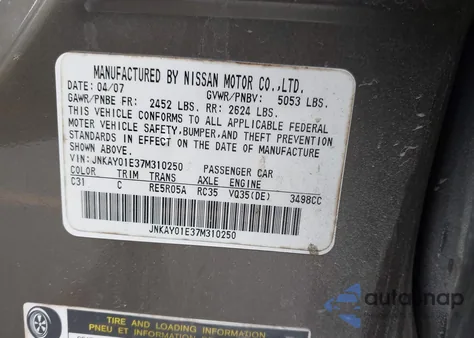 MANUFACTURED BY NISSAN MOTOR CO.,LTD.
DATE: 04/07 GVWR/PNBV: 5053 LBS.
GAWR/PNBE FR: 2452 LBS. RR: 2624 LBS.
THIS VEHICLE CONFORMS TO ALL APPLICABLE FEDERAL
MOTOR VEHICLE SAFETY, BUMPER, AND THEFT PREVENTION
STANDARDS IN EFFECT ON THE DATE OF MANUFACTURE
SHOWN ABOVE.
VIN: JNKAY01E37M310250 PASSENGER CAR
COLOR TRIM TRANS AXLE ENGINE
C31 C RE5R05A RC35 VQ35(DE) 3498CC
JNKAY01E37M310250
TIRE AND LOADING INFORMATION
PNEU ET INFORMATION
autosnap